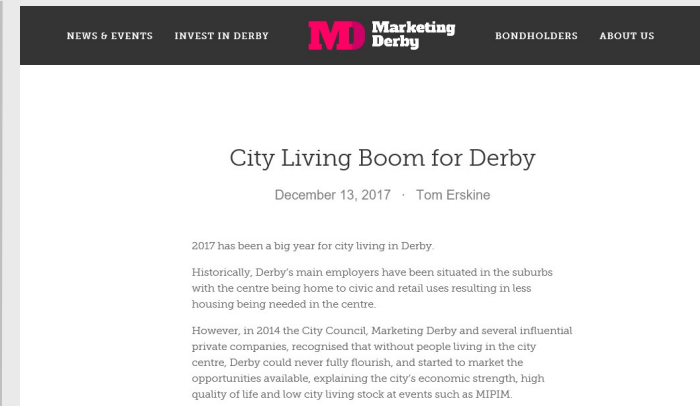 NEWS & EVENTS INVEST IN DERBY MD Marketing Derby BONDHOLDERS ABOUT US
City Living Boom for Derby
December 13, 2017 · Tom Erskine
2017 has been a big year for city living in Derby.
Historically, Derby's main employers have been situated in the suburbs
with the centre being home to civic and retail uses resulting in less
housing being needed in the centre.
However, in 2014 the City Council, Marketing Derby and several influential
private companies, recognised that without people living in the city
centre, Derby could never fully flourish, and started to market the
opportunities available, explaining the city's economic strength, high
quality of life and low city living stock at events such as MIPIM.